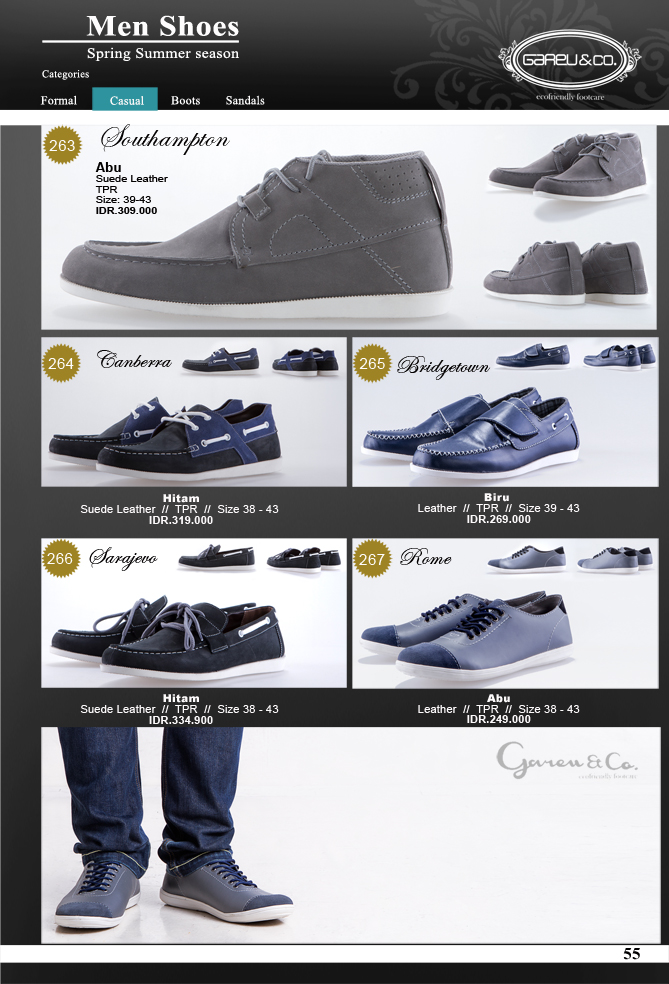 Men Shoes
Spring Summer season
GAREU & CO.
ecofriendly footcare
Categories
Formal Casual Boots Sandals
263 Southampton
Abu
Suede Leather
TPR
Size: 39-43
IDR.309.000
264 Canberra
Hitam
Suede Leather // TPR // Size 38 - 43
IDR.319.000
265 Bridgetown
Biru
Leather // TPR // Size 39 - 43
IDR.269.000
266 Sarajevo
Hitam
Suede Leather // TPR // Size 38 - 43
IDR.334.900
267 Rome
Abu
Leather // TPR // Size 38 - 43
IDR.249.000
Gareu & Co.
55